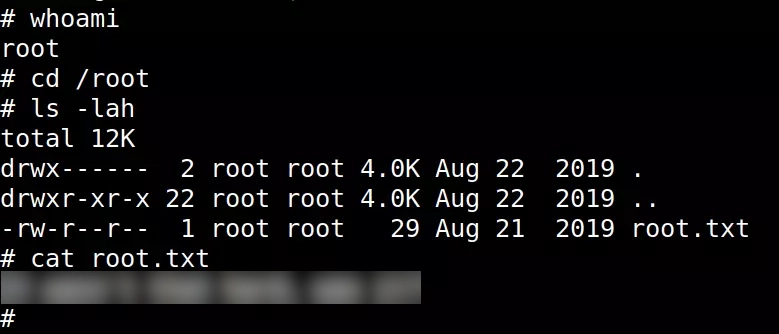 # whoami
root
# cd /root
# ls -lah
total 12K
drwx------  2 root root 4.0K Aug 22  2019 .
drwxr-xr-x 22 root root 4.0K Aug 22  2019 ..
-rw-r--r--  1 root root   29 Aug 21  2019 root.txt
# cat root.txt
#